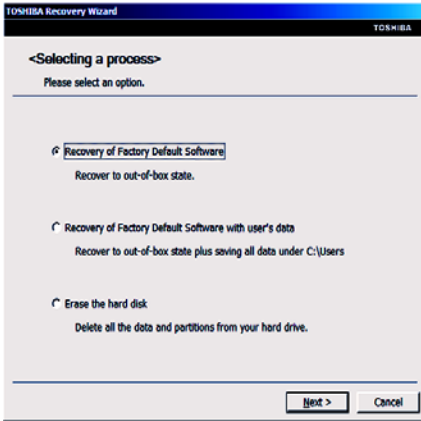 TOSHIBA Recovery Wizard
TOSHIBA
<Selecting a process>
Please select an option.
Recovery of Factory Default Software
Recover to out-of-box state.
Recovery of Factory Default Software with user's data
Recover to out-of-box state plus saving all data under C:\Users
Erase the hard disk
Delete all the data and partitions from your hard drive.
Next >
Cancel